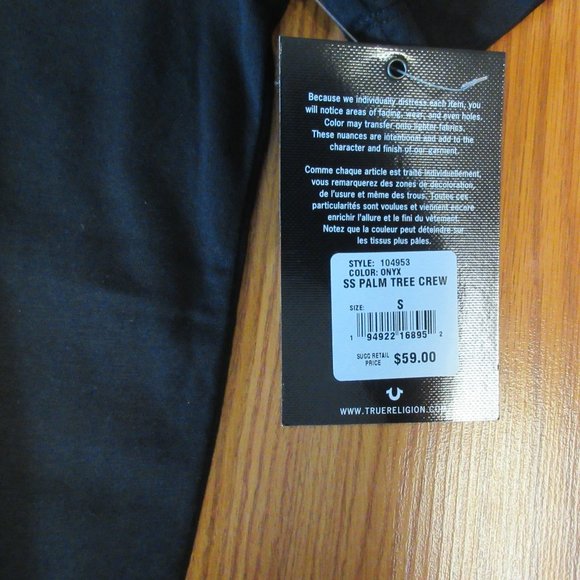 Because we individually distress each item, you
will notice areas of fading, wear, and even holes.
Color may transfer onto lighter fabrics.
These nuances are intentional and add to the
character and finish of our garment.
Comme chaque article est traité individuellement,
vous remarquerez des zones de décoloration,
de l'usure et même des trous. Toutes ces
particularités sont voulues et viennent encore
enrichir l'allure et le fini du vêtement.
Notez que la couleur peut déteindre sur
les tissus plus pâles.
STYLE: 104953
COLOR: ONYX
SS PALM TREE CREW
SIZE: S
1 94922 16895 2
SUGG RETAIL PRICE $59.00
WWW.TRUERELIGION.COM